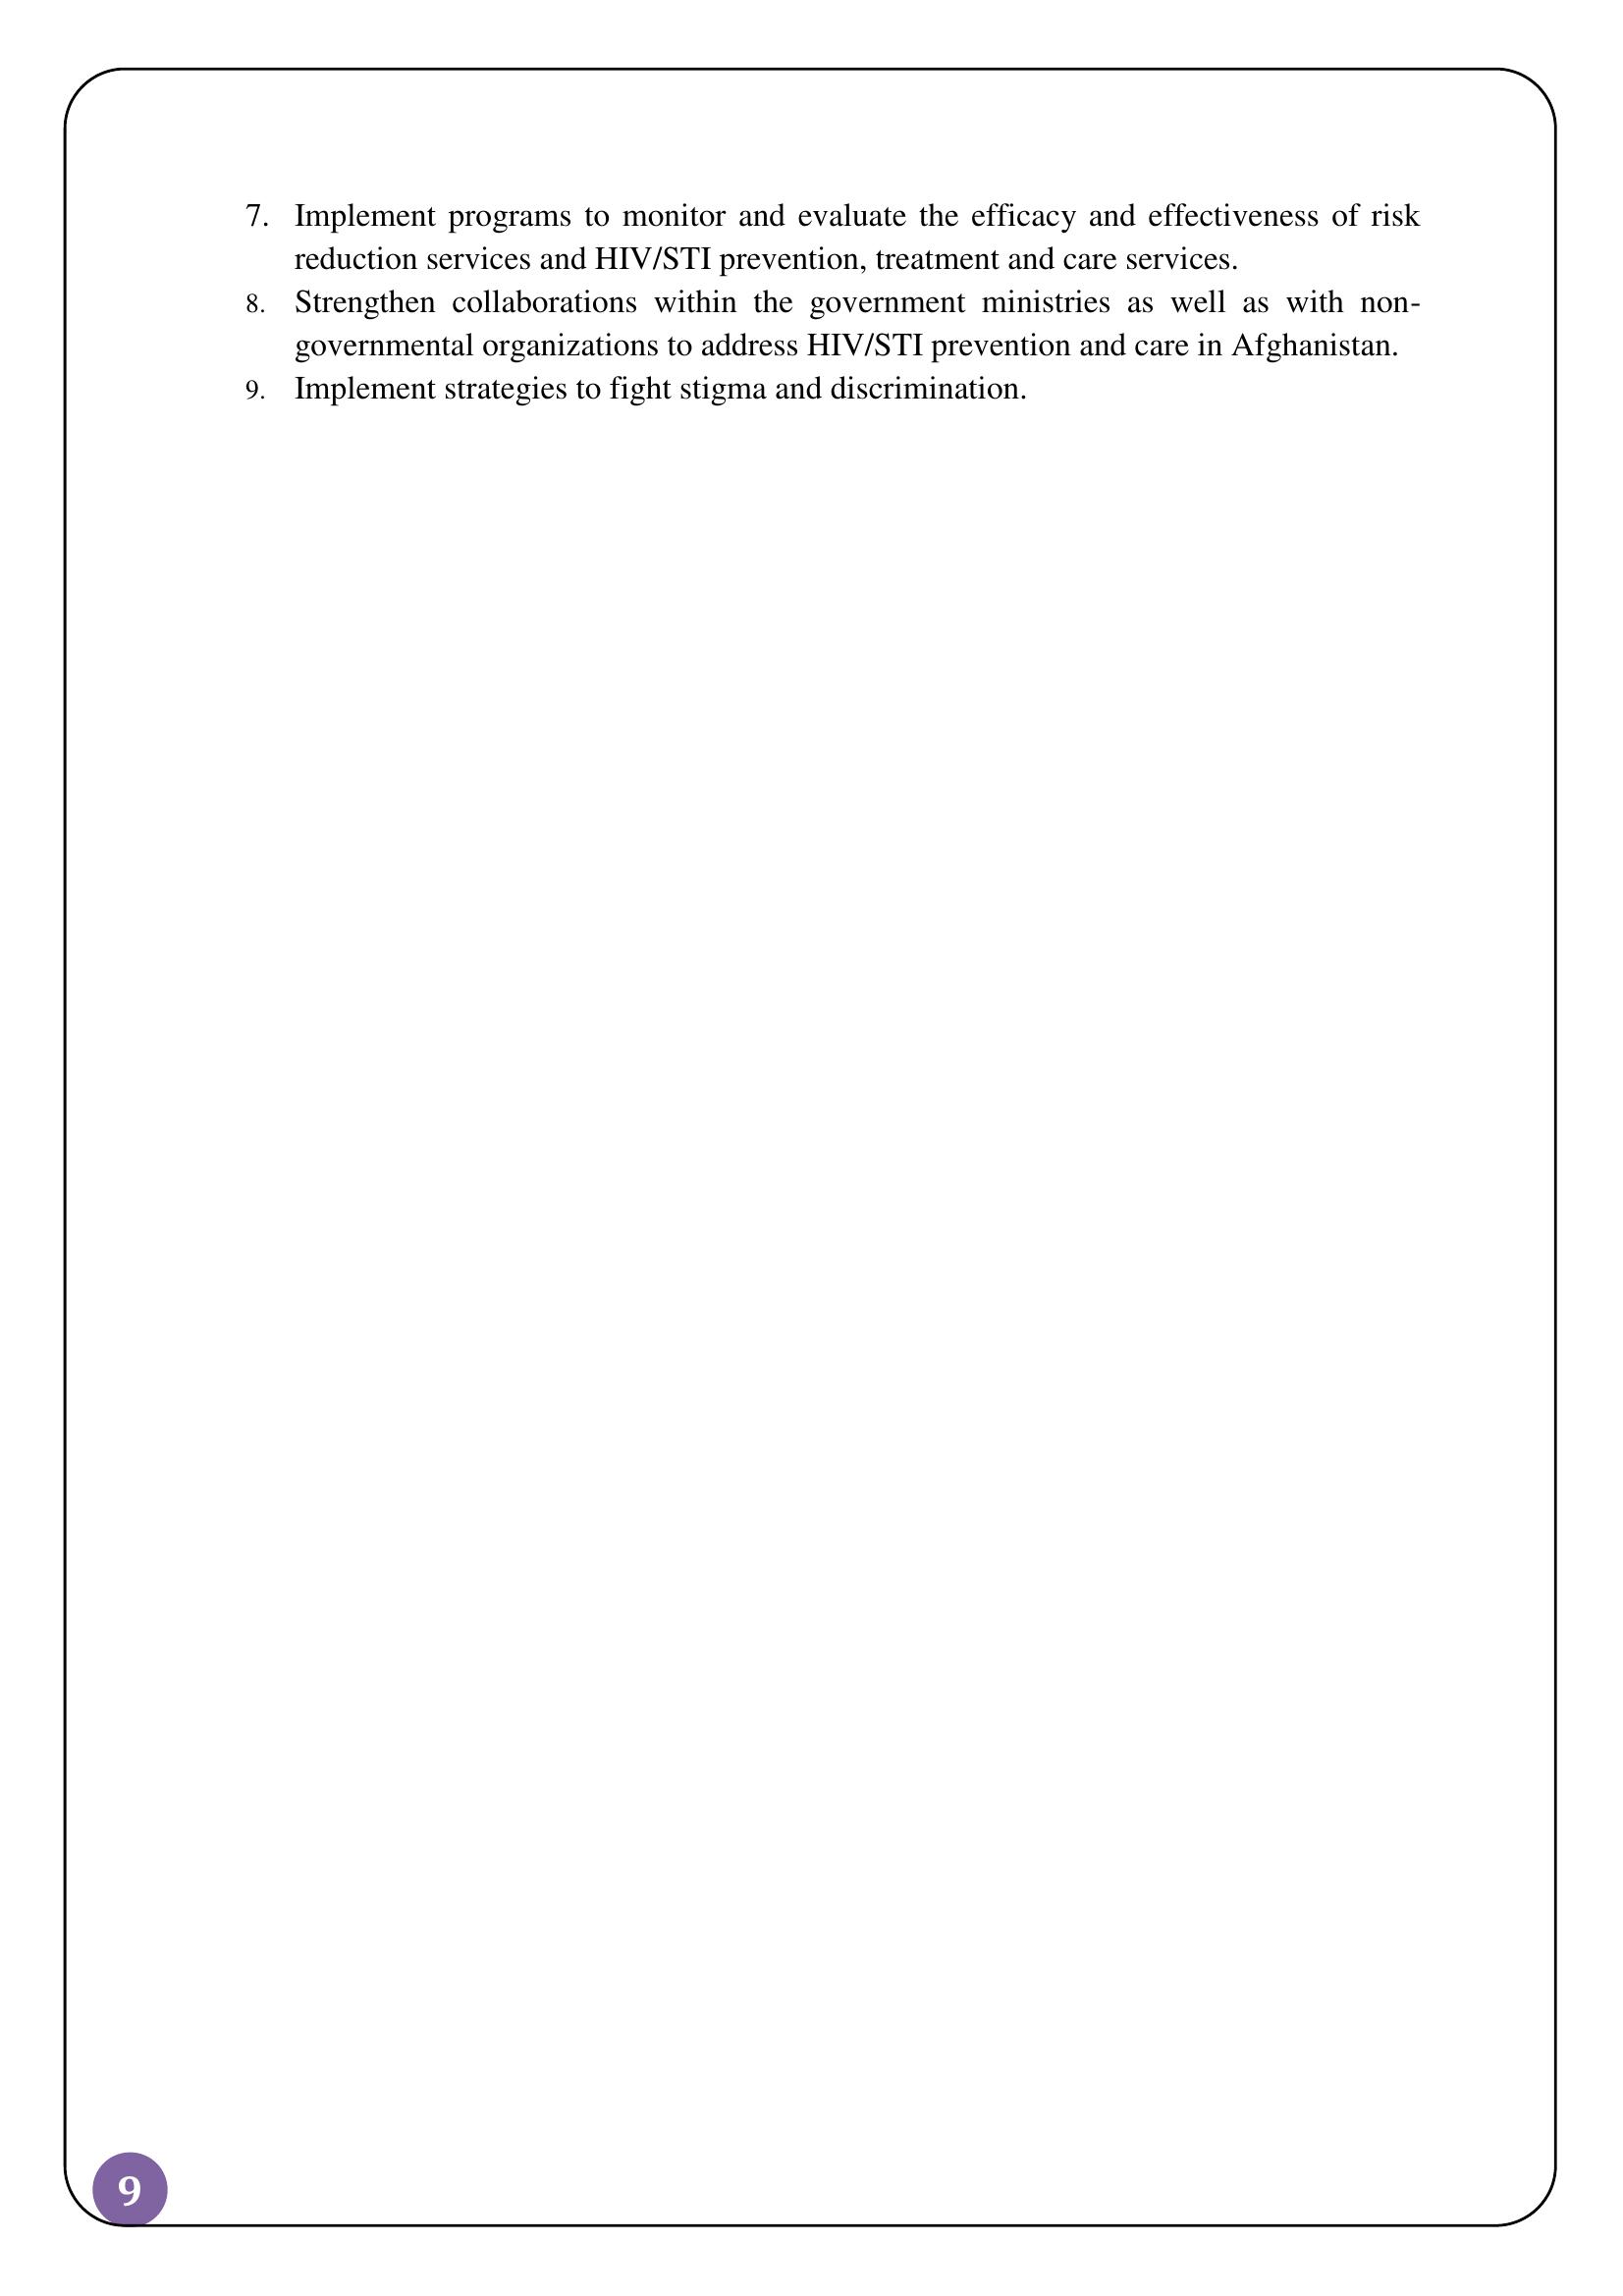 7. Implement programs to monitor and evaluate the efficacy and effectiveness of risk
reduction services and HIV/STI prevention, treatment and care services.
8. Strengthen collaborations within the government ministries as well as with non-
governmental organizations to address HIV/STI prevention and care in Afghanistan.
9. Implement strategies to fight stigma and discrimination.
9